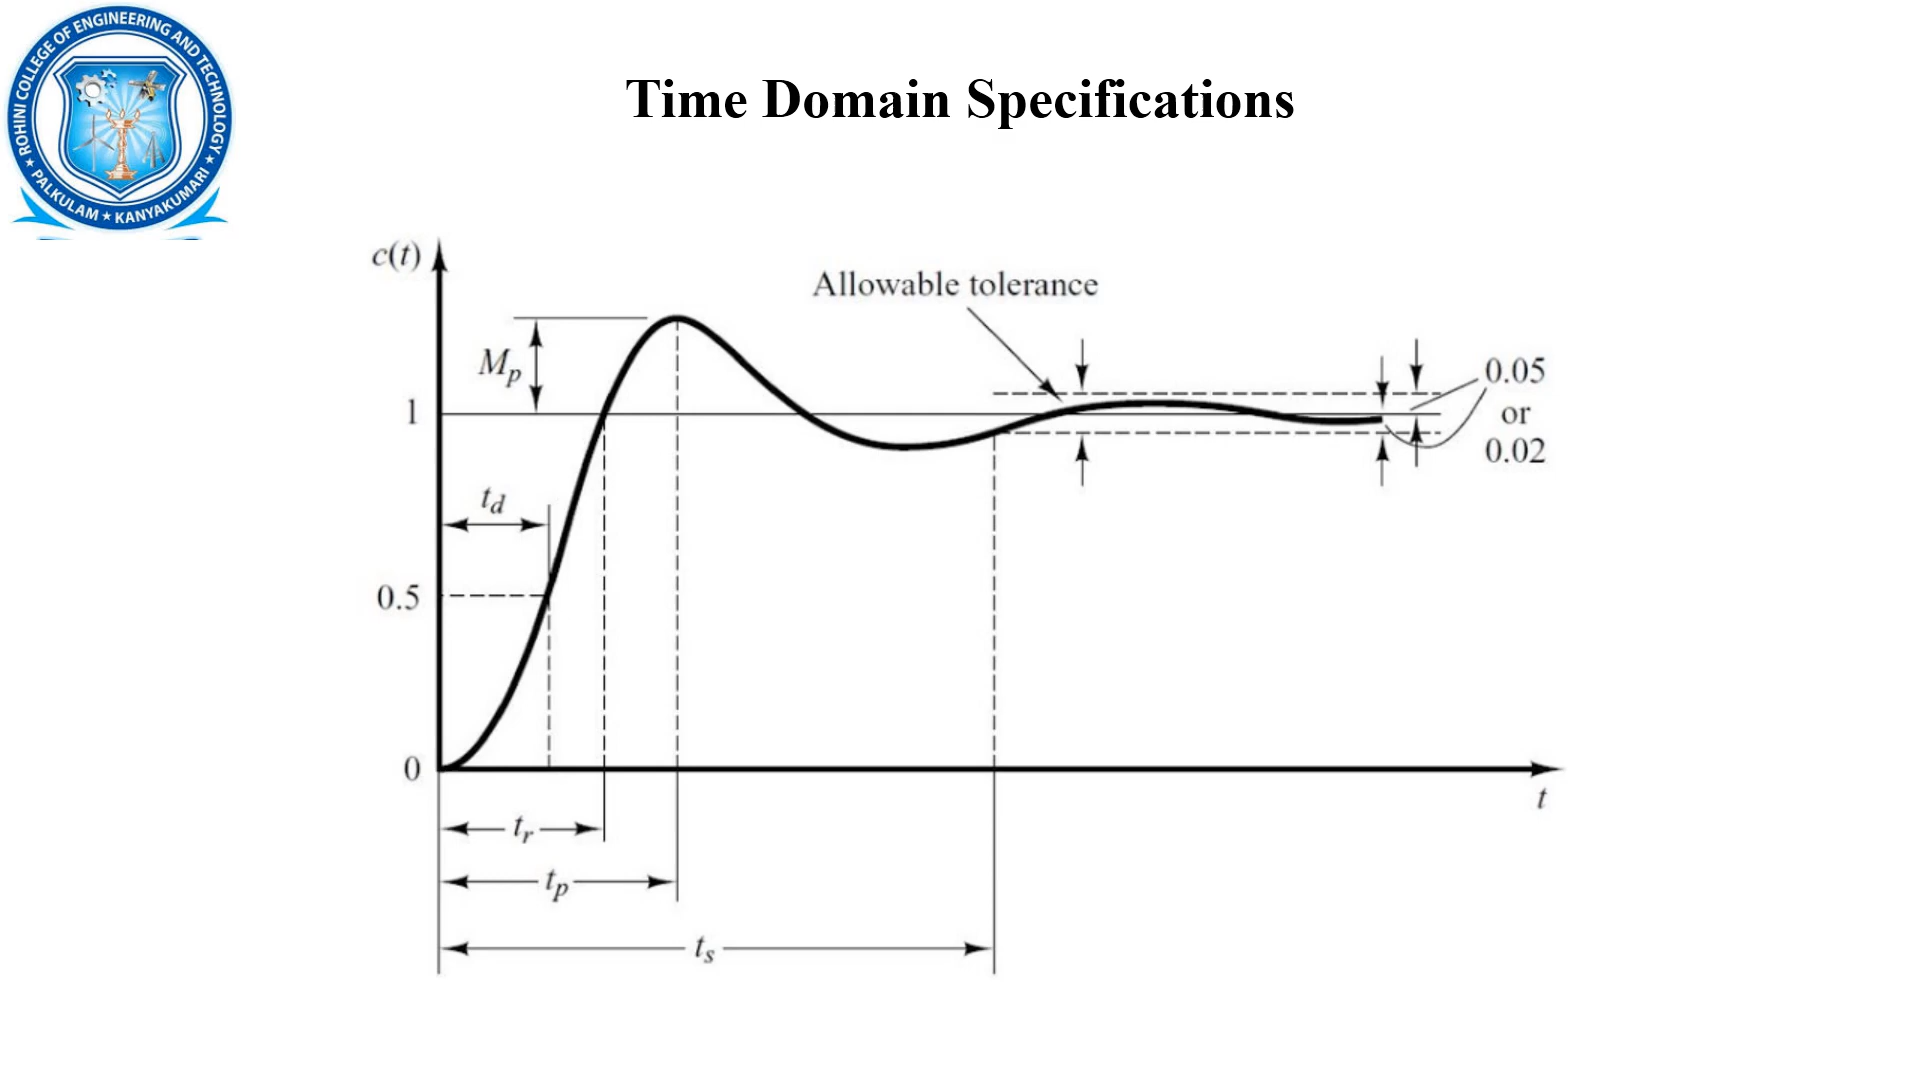 ROHINI COLLEGE OF ENGINEERING AND TECHNOLOGY
★ PALKULAM ★ KANYAKUMARI ★
Time Domain Specifications
c(t)
Allowable tolerance
Mp
0.05
1
or
0.02
td
0.5
0
t
tr
tp
ts